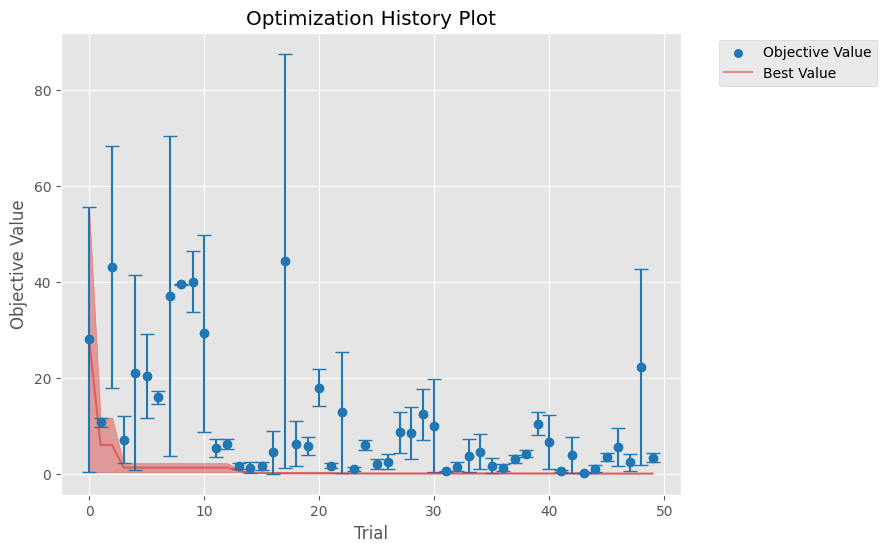 Optimization History Plot
Objective Value
Best Value
Objective Value
80
60
40
20
0
0 10 20 30 40 50
Trial